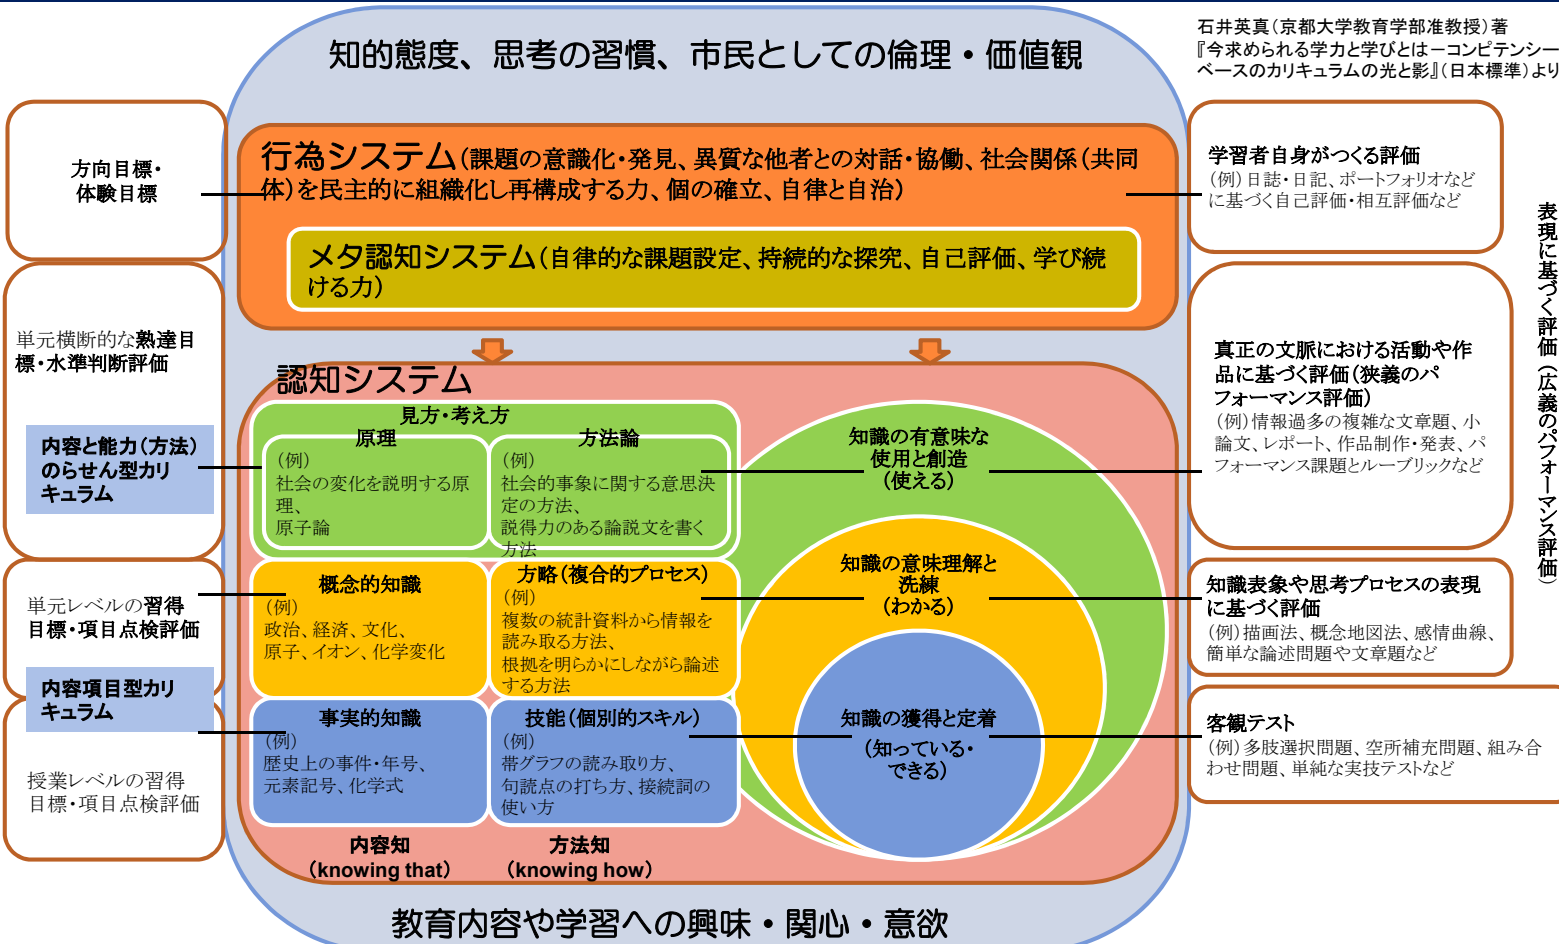 知的態度、思考の習慣、市民としての倫理・価値観
石井英真(京都大学教育学部准教授)著
『今求められる学力と学びとは－コンピテンシー
ベースのカリキュラムの光と影』(日本標準)より
方向目標・
体験目標
行為システム(課題の意識化・発見、異質な他者との対話・協働、社会関係(共同
体)を民主的に組織化し再構成する力、個の確立、自律と自治)
メタ認知システム(自律的な課題設定、持続的な探究、自己評価、学び続
ける力)
学習者自身がつくる評価
(例)日誌・日記、ポートフォリオなど
に基づく自己評価・相互評価など
表現に基づく評価(広義のパフォーマンス評価)
単元横断的な熟達目
標・水準判断評価
内容と能力(方法)
のらせん型カリ
キュラム
認知システム
見方・考え方
原理
(例)
社会の変化を説明する原
理、
原子論
方法論
(例)
社会的事象に関する意思決
定の方法、
説得力のある論説文を書く
方法
知識の有意味な
使用と創造
(使える)
真正の文脈における活動や作
品に基づく評価(狭義のパ
フォーマンス評価)
(例)情報過多の複雑な文章題、小
論文、レポート、作品制作・発表、パ
フォーマンス課題とルーブリックなど
単元レベルの習得
目標・項目点検評価
概念的知識
(例)
政治、経済、文化、
原子、イオン、化学変化
方略(複合的プロセス)
(例)
複数の統計資料から情報を
読み取る方法、
根拠を明らかにしながら論述
する方法
知識の意味理解と
洗練
(わかる)
知識表象や思考プロセスの表現
に基づく評価
(例)描画法、概念地図法、感情曲線、
簡単な論述問題や文章題など
内容項目型カリ
キュラム
授業レベルの習得
目標・項目点検評価
事実的知識
(例)
歴史上の事件・年号、
元素記号、化学式
技能(個別的スキル)
(例)
帯グラフの読み取り方、
句読点の打ち方、接続詞の
使い方
知識の獲得と定着
(知っている・
できる)
客観テスト
(例)多肢選択問題、空所補充問題、組み合
わせ問題、単純な実技テストなど
内容知
(knowing that)
方法知
(knowing how)
教育内容や学習への興味・関心・意欲